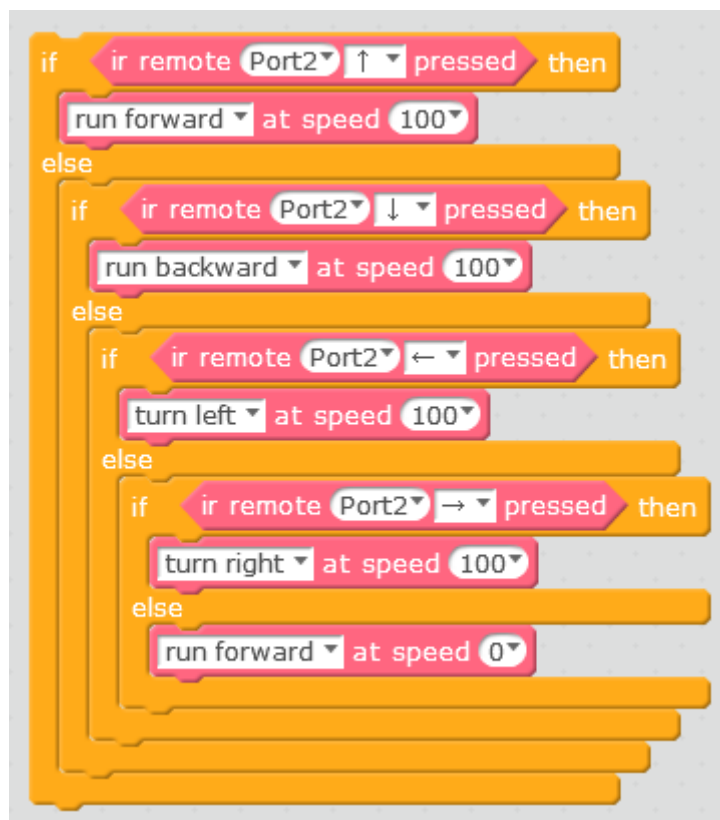 if ir remote Port2 ↑ pressed then
run forward at speed 100
else
if ir remote Port2 ↓ pressed then
run backward at speed 100
else
if ir remote Port2 ← pressed then
turn left at speed 100
else
if ir remote Port2 → pressed then
turn right at speed 100
else
run forward at speed 0